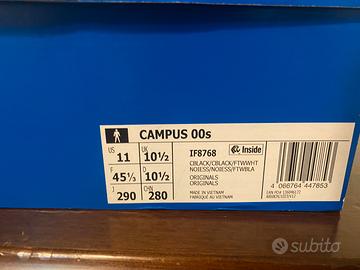 CAMPUS 00s
US 11 UK 10½
F 45⅓ D 10½
J 290 CHN 280
IF8768 Inside
CBLACK/CBLACK/FTWWHT
NOIESS/NOIESS/FTWBLA
ORIGINALS
ORIGINALS
MADE IN VIETNAM
FABRIQUÉ AU VIETNAM
4 066764 447853
subito